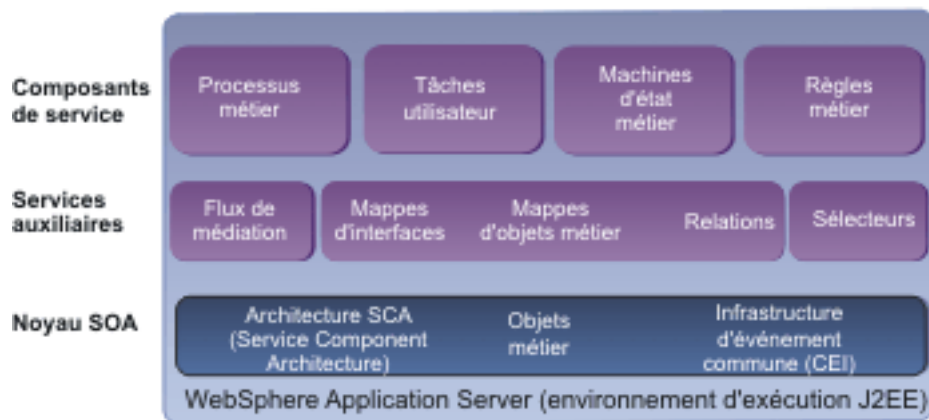 Composants
de service
Processus
métier
Tâches
utilisateur
Machines
d'état
métier
Règles
métier
Services
auxiliaires
Flux de
médiation
Mappes
d'interfaces
Mappes
d'objets métier
Relations
Sélecteurs
Noyau SOA
Architecture SCA
(Service Component
Architecture)
Objets
métier
Infrastructure
d'événement
commune (CEI)
WebSphere Application Server (environnement d'exécution J2EE)